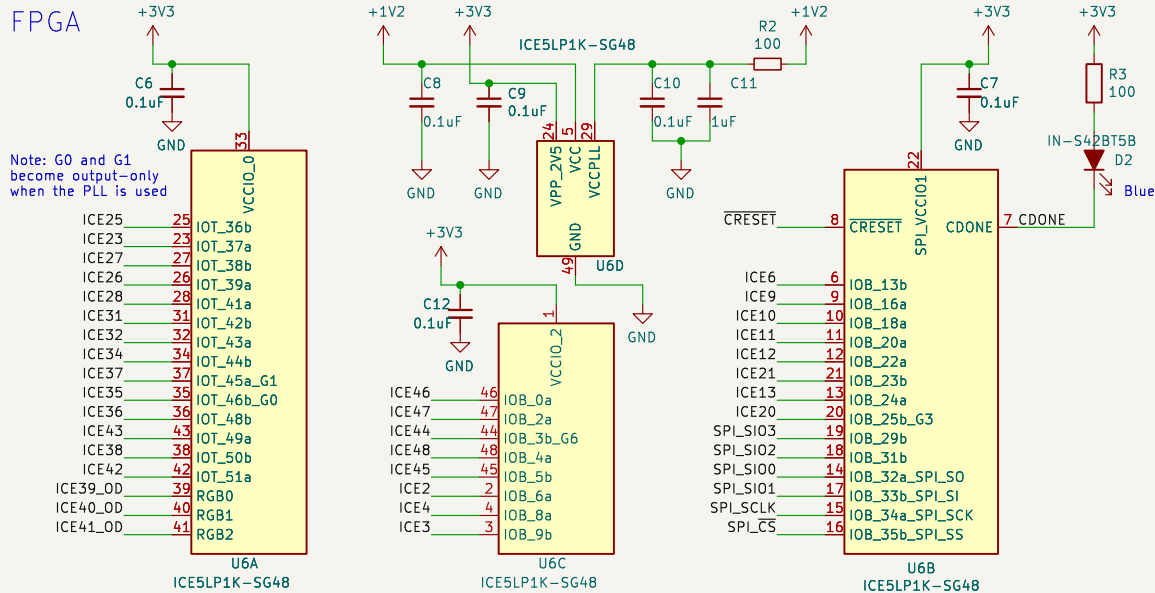 FPGA
+3V3
C6
0.1uF
GND
Note: G0 and G1
become output-only
when the PLL is used
33
VCCIO_0
ICE25 25 IOT_36b
ICE23 23 IOT_37a
ICE27 27 IOT_38b
ICE26 26 IOT_39a
ICE28 28 IOT_41a
ICE31 31 IOT_42b
ICE32 32 IOT_43a
ICE34 34 IOT_44b
ICE37 37 IOT_45a_G1
ICE35 35 IOT_46b_G0
ICE36 36 IOT_48b
ICE43 43 IOT_49a
ICE38 38 IOT_50b
ICE42 42 IOT_51a
ICE39_OD 39 RGB0
ICE40_OD 40 RGB1
ICE41_OD 41 RGB2
U6A
ICE5LP1K-SG48
+1V2
+3V3
ICE5LP1K-SG48
C8
0.1uF
GND
C9
0.1uF
GND
24
VPP_2V5
5
VCC
29
VCCPLL
GND
49
U6D
GND
C10
0.1uF
C11
1uF
GND
R2
100
+1V2
+3V3
C12
0.1uF
GND
1
VCCIO_2
ICE46 46 IOB_0a
ICE47 47 IOB_2a
ICE44 44 IOB_3b_G6
ICE48 48 IOB_4a
ICE45 45 IOB_5b
ICE2 2 IOB_6a
ICE4 4 IOB_8a
ICE3 3 IOB_9b
U6C
ICE5LP1K-SG48
+3V3
C7
0.1uF
GND
+3V3
R3
100
IN-S42BT5B
D2
Blue
22
SPI_VCCIO1
CRESET 8 CRESET
CDONE 7 CDONE
ICE6 6 IOB_13b
ICE9 9 IOB_16a
ICE10 10 IOB_18a
ICE11 11 IOB_20a
ICE12 12 IOB_22a
ICE21 21 IOB_23b
ICE13 13 IOB_24a
ICE20 20 IOB_25b_G3
SPI_SIO3 19 IOB_29b
SPI_SIO2 18 IOB_31b
SPI_SIO0 14 IOB_32a_SPI_SO
SPI_SIO1 17 IOB_33b_SPI_SI
SPI_SCLK 15 IOB_34a_SPI_SCK
SPI_CS 16 IOB_35b_SPI_SS
U6B
ICE5LP1K-SG48